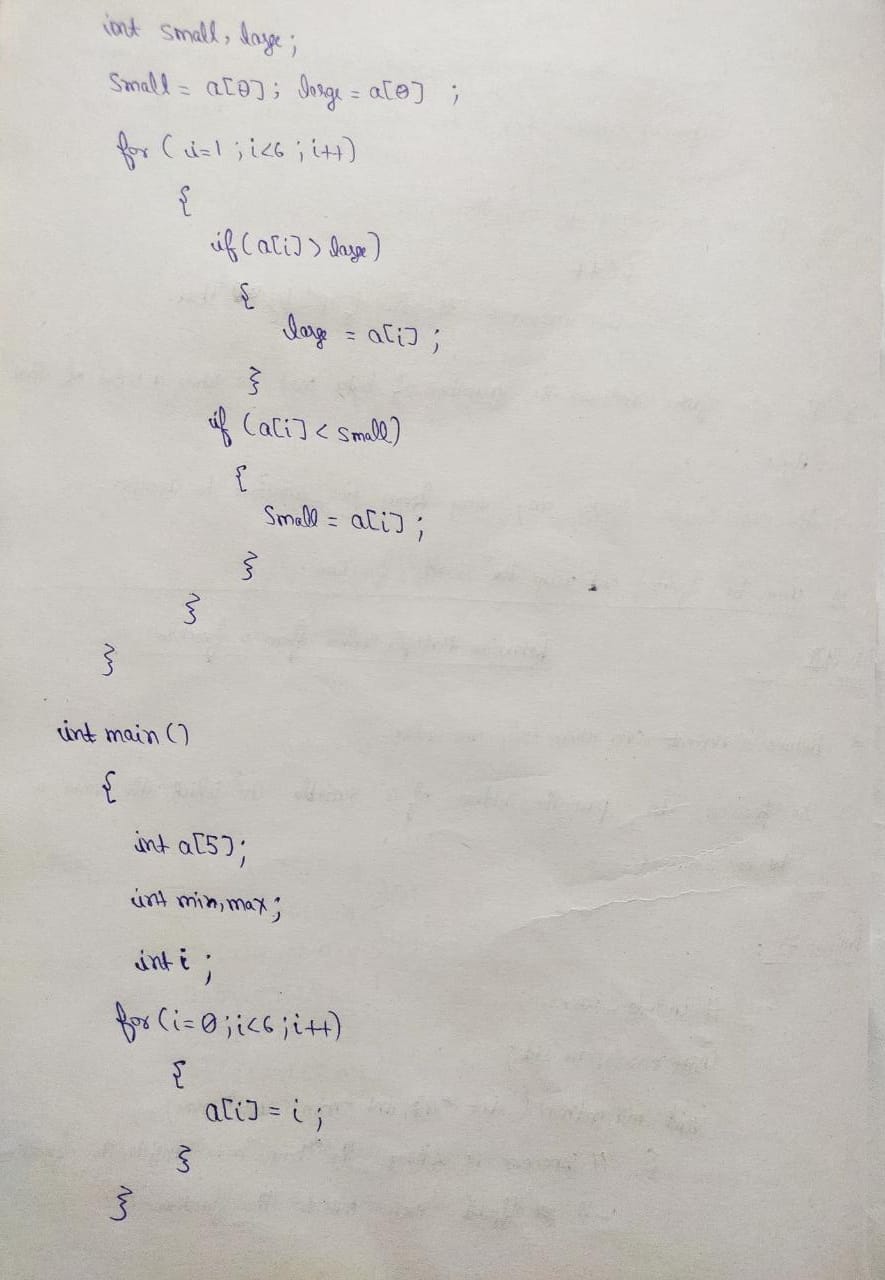 int small, large;
Small = a[0]; large = a[0] ;
for (i=1 ; i<6 ; i++)
{
if (a[i] > large)
{
large = a[i] ;
}
if (a[i] < small)
{
Small = a[i] ;
}
}
}
int main ()
{
int a[5];
int min, max;
int i ;
for (i=0 ; i<6 ; i++)
{
a[i] = i ;
}
}